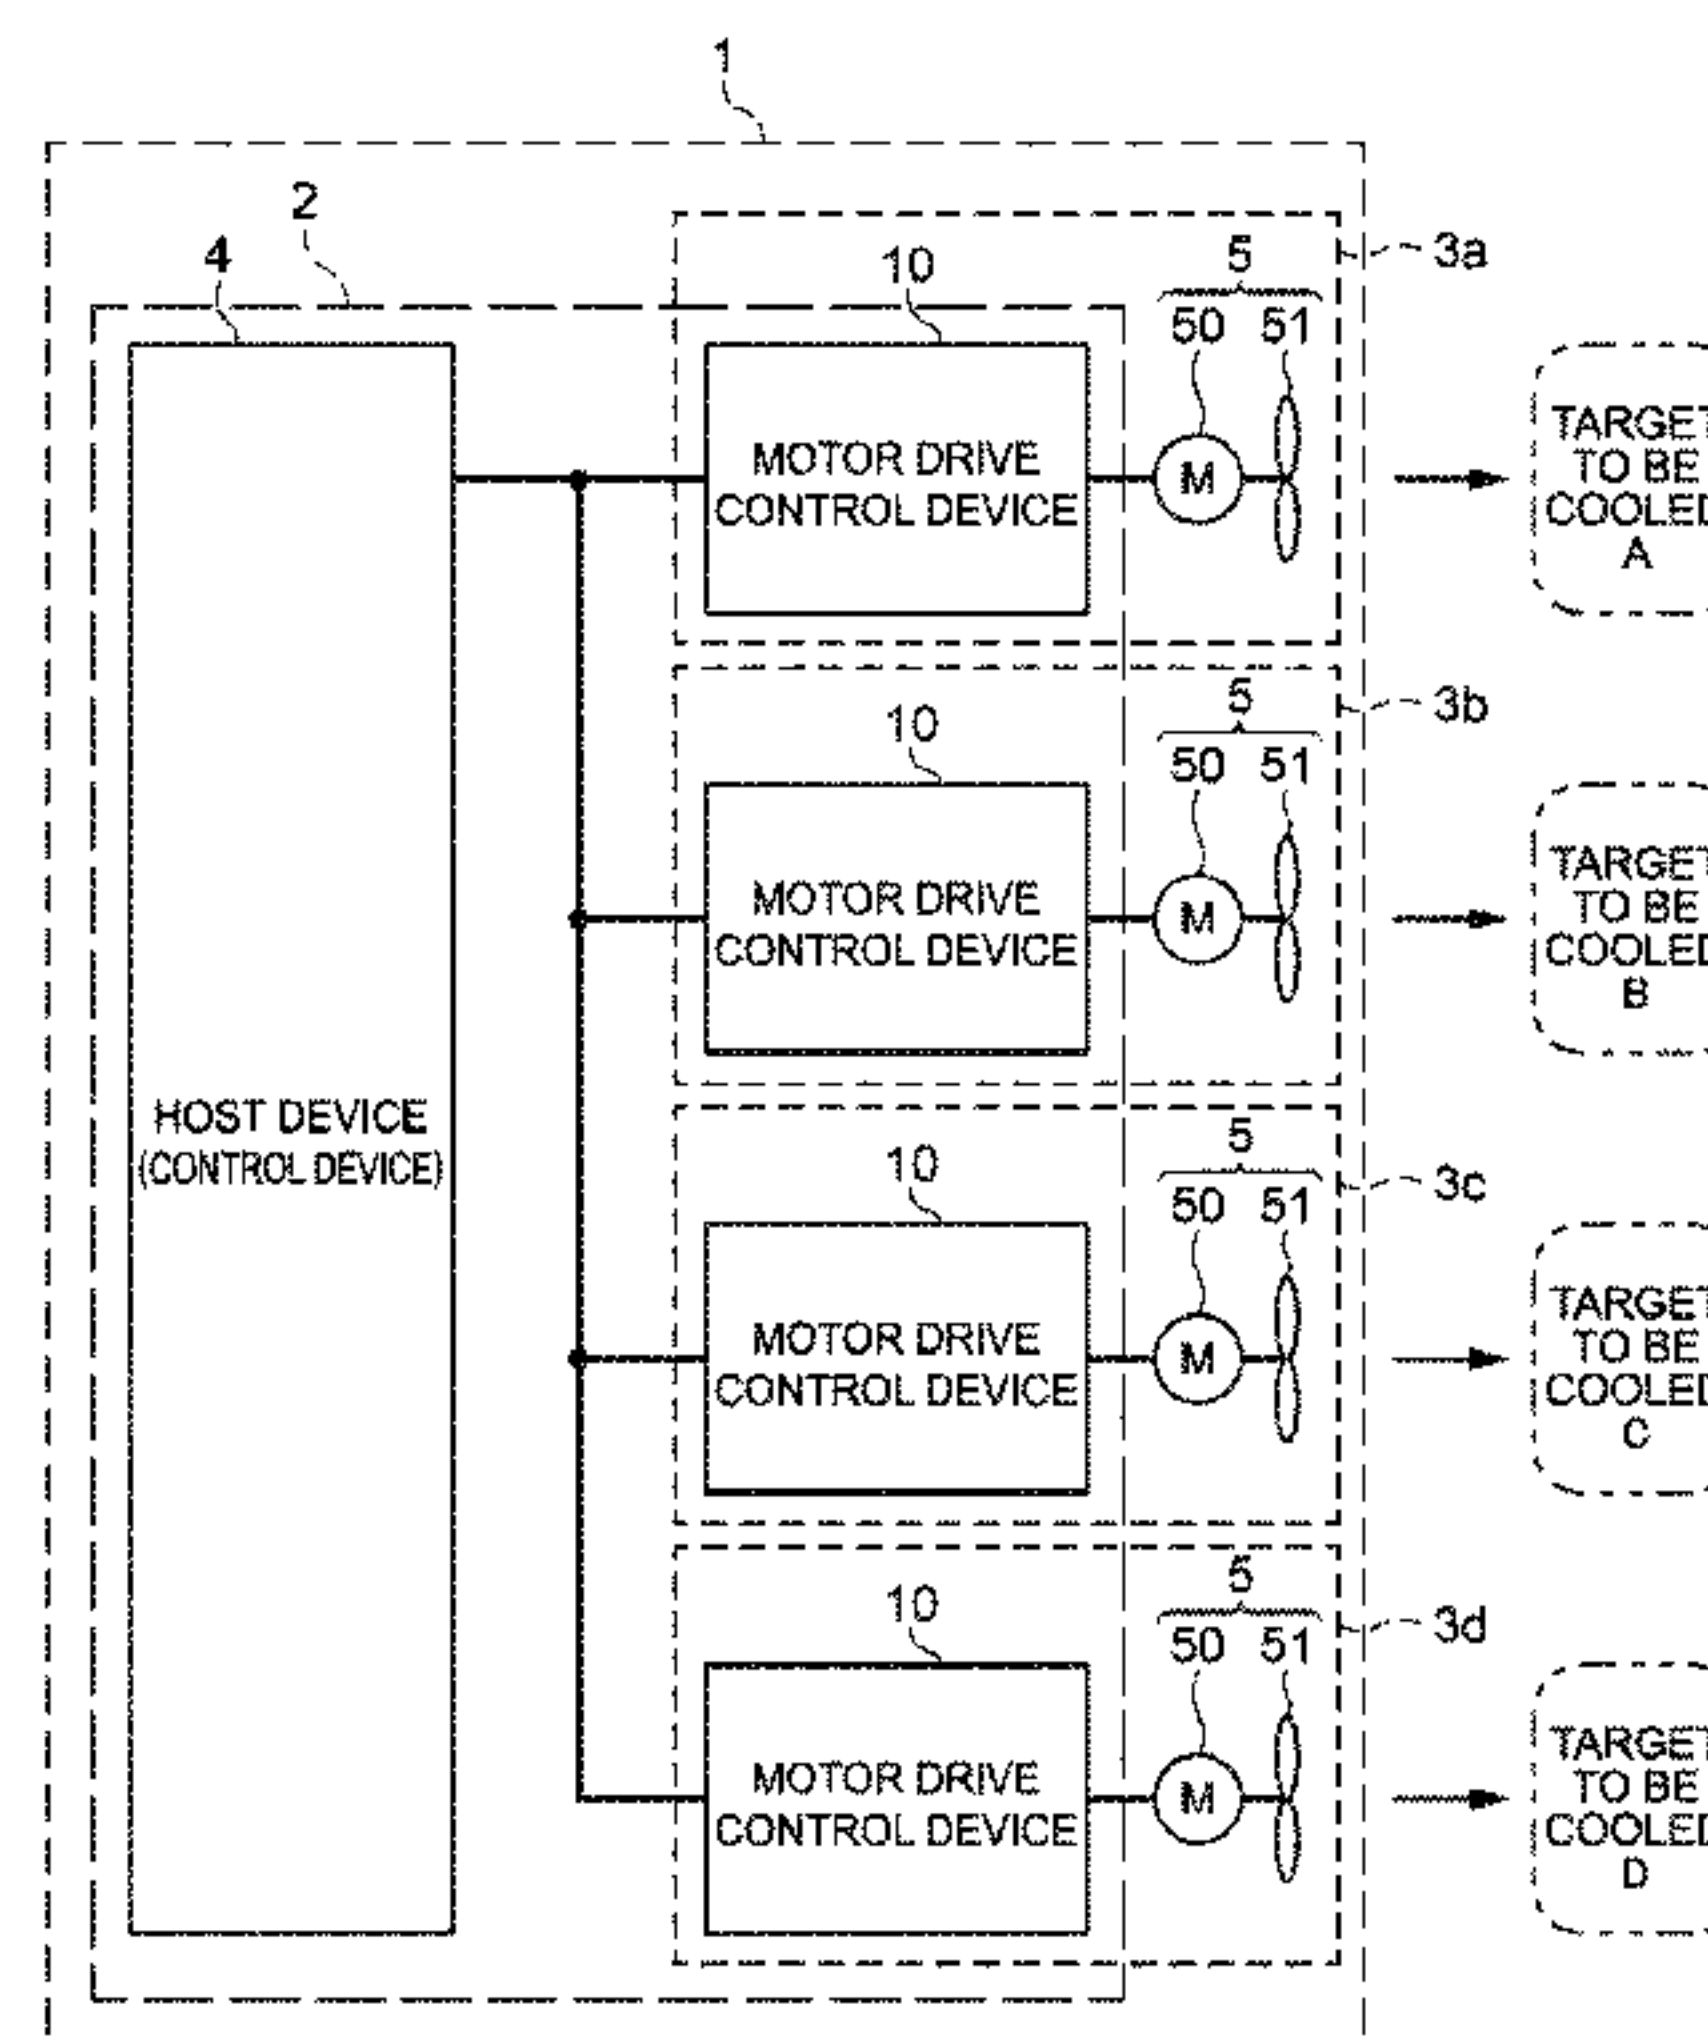 1
2
4
10
5
3a
50 51
MOTOR DRIVE
CONTROL DEVICE
M
TARGET
TO BE
COOLED
A
10
5
3b
50 51
MOTOR DRIVE
CONTROL DEVICE
M
TARGET
TO BE
COOLED
B
HOST DEVICE
(CONTROL DEVICE)
10
5
3c
50 51
MOTOR DRIVE
CONTROL DEVICE
M
TARGET
TO BE
COOLED
C
10
5
3d
50 51
MOTOR DRIVE
CONTROL DEVICE
M
TARGET
TO BE
COOLED
D